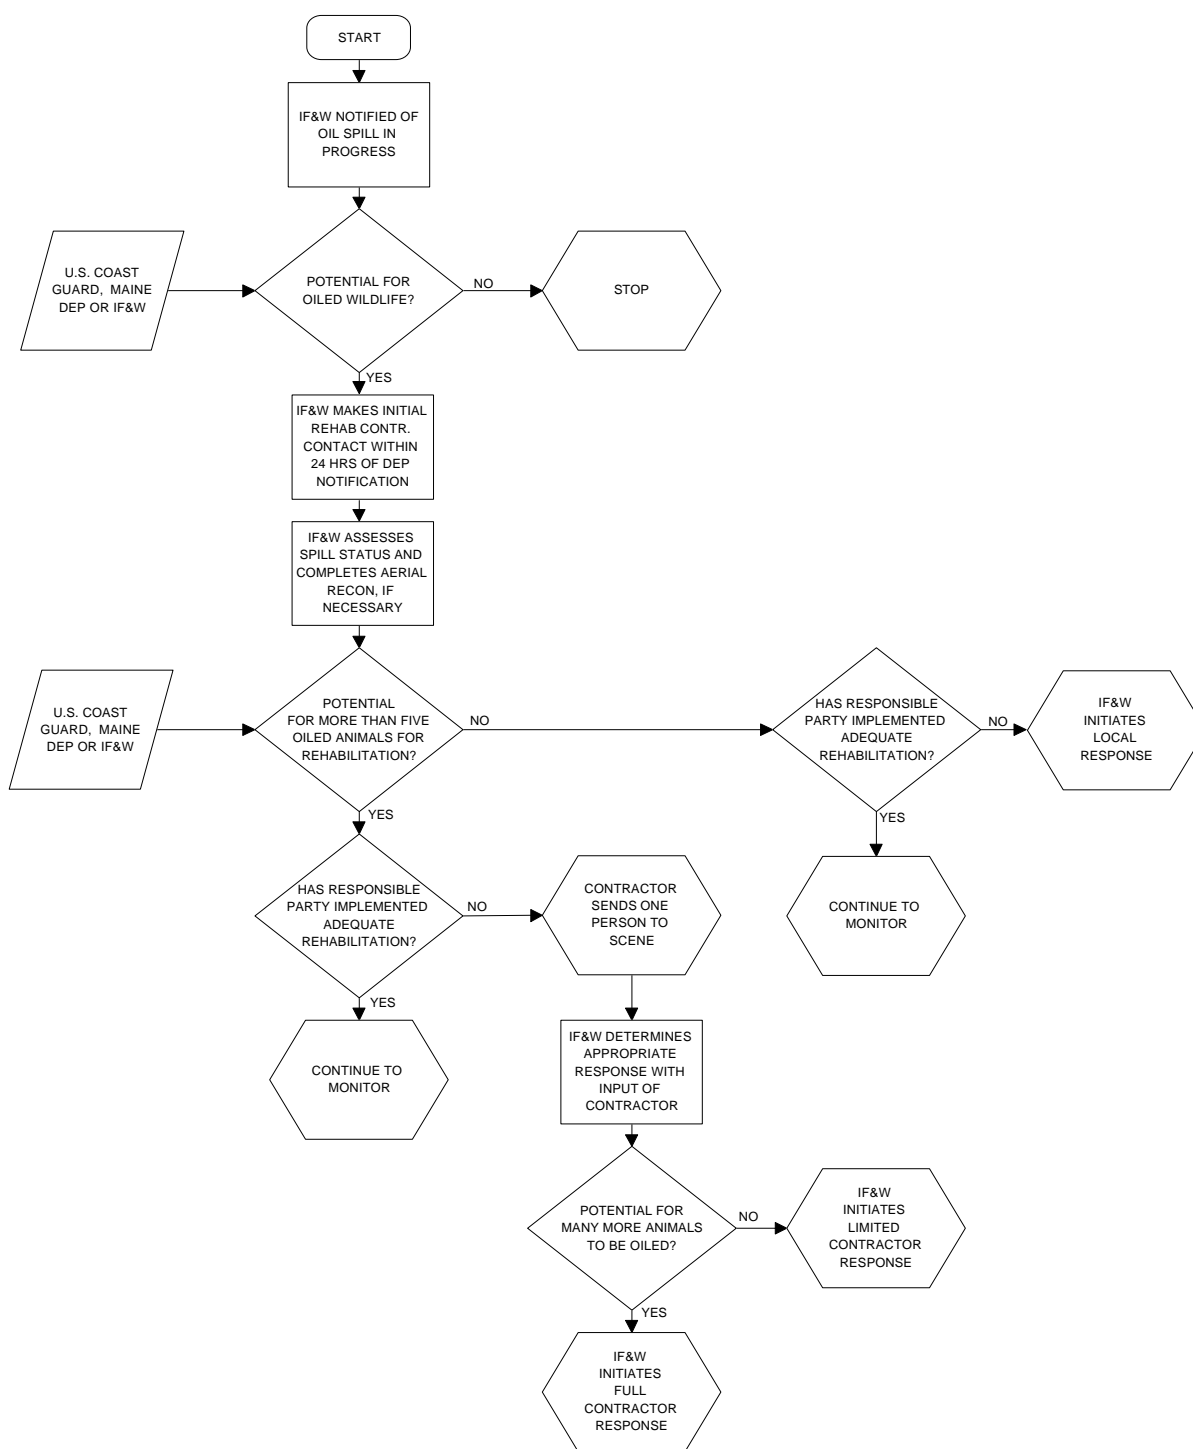 START
IF&W NOTIFIED OF
OIL SPILL IN
PROGRESS
U.S. COAST
GUARD, MAINE
DEP OR IF&W
POTENTIAL FOR
OILED WILDLIFE?
NO
STOP
YES
IF&W MAKES INITIAL
REHAB CONTR.
CONTACT WITHIN
24 HRS OF DEP
NOTIFICATION
IF&W ASSESSES
SPILL STATUS AND
COMPLETES AERIAL
RECON, IF
NECESSARY
U.S. COAST
GUARD, MAINE
DEP OR IF&W
POTENTIAL
FOR MORE THAN FIVE
OILED ANIMALS FOR
REHABILITATION?
NO
HAS RESPONSIBLE
PARTY IMPLEMENTED
ADEQUATE
REHABILITATION?
NO
IF&W
INITIATES
LOCAL
RESPONSE
YES
YES
HAS RESPONSIBLE
PARTY IMPLEMENTED
ADEQUATE
REHABILITATION?
NO
CONTRACTOR
SENDS ONE
PERSON TO
SCENE
CONTINUE TO
MONITOR
YES
CONTINUE TO
MONITOR
IF&W DETERMINES
APPROPRIATE
RESPONSE WITH
INPUT OF
CONTRACTOR
POTENTIAL FOR
MANY MORE ANIMALS
TO BE OILED?
NO
IF&W
INITIATES
LIMITED
CONTRACTOR
RESPONSE
YES
IF&W
INITIATES
FULL
CONTRACTOR
RESPONSE